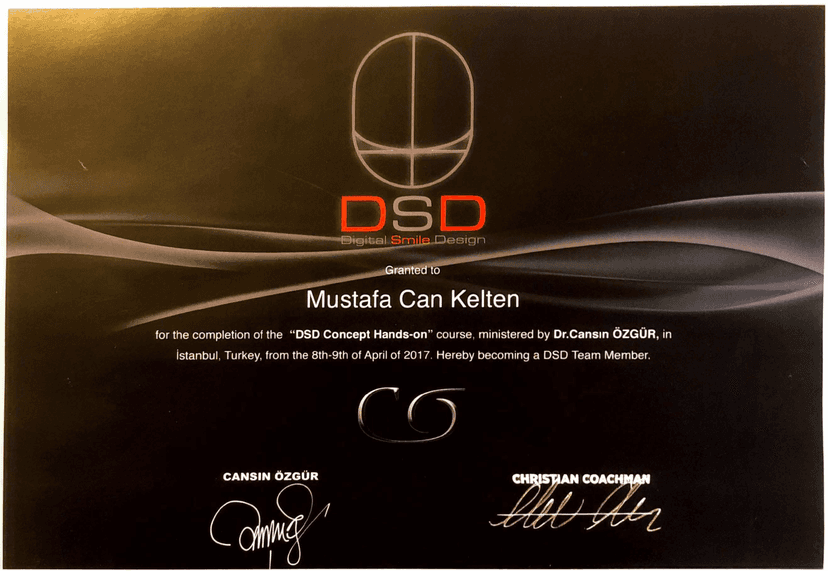 DSD
Digital Smile Design
Granted to
Mustafa Can Kelten
for the completion of the “DSD Concept Hands-on” course, ministered by Dr.Cansın ÖZGÜR, in
İstanbul, Turkey, from the 8th-9th of April of 2017. Hereby becoming a DSD Team Member.
CANSIN ÖZGÜR
CHRISTIAN COACHMAN